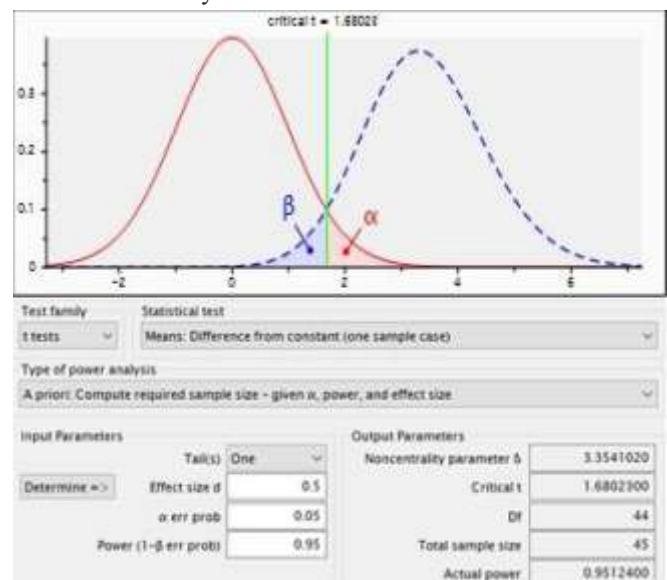 critical t = 1.68023
0.3
0.2
0.1
0
β
α
-2 0 2 4 6
Test family Statistical test
t tests Means: Difference from constant (one sample case)
Type of power analysis
A priori: Compute required sample size - given α, power, and effect size
Input Parameters Output Parameters
Tail(s) One Noncentrality parameter δ 3.3541020
Determine => Effect size d 0.5 Critical t 1.6802300
α err prob 0.05 Df 44
Power (1-β err prob) 0.95 Total sample size 45
Actual power 0.9512400